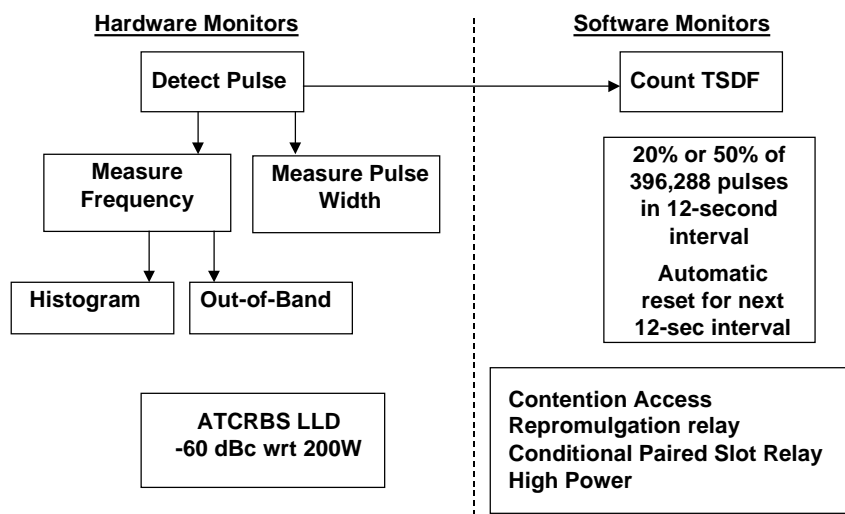 Hardware Monitors
Detect Pulse
Measure
Frequency
Measure Pulse
Width
Histogram
Out-of-Band
ATCRBS LLD
-60 dBc wrt 200W
Software Monitors
Count TSDF
20% or 50% of
396,288 pulses
in 12-second
interval
Automatic
reset for next
12-sec interval
Contention Access
Repromulgation relay
Conditional Paired Slot Relay
High Power